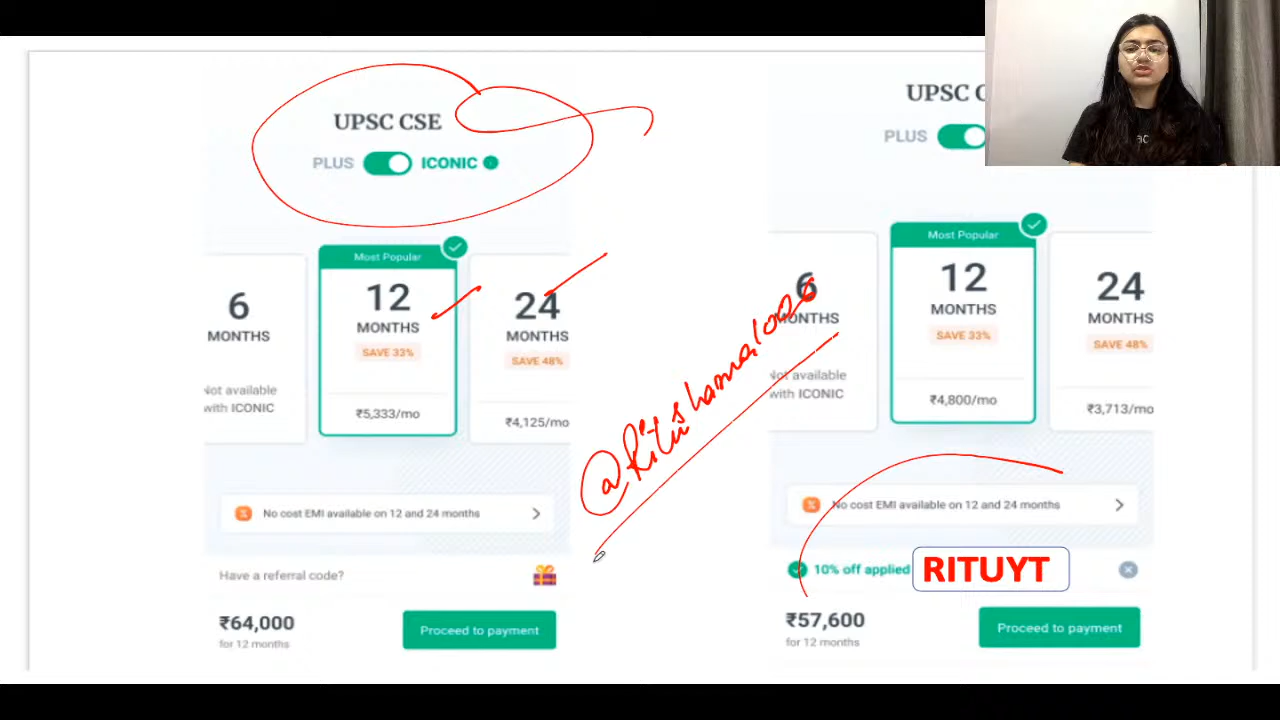 UPSC CSE
PLUS ICONIC
Most Popular
6
MONTHS
Not available
with ICONIC
12
MONTHS
SAVE 33%
₹5,333/mo
24
MONTHS
SAVE 48%
₹4,125/mo
No cost EMI available on 12 and 24 months
Have a referral code?
₹64,000
for 12 months
Proceed to payment
@Ritusharma1026
UPSC C
PLUS
Most Popular
6
MONTHS
Not available
with ICONIC
12
MONTHS
SAVE 33%
₹4,800/mo
24
MONTHS
SAVE 48%
₹3,713/mo
No cost EMI available on 12 and 24 months
10% off applied RITUYT
₹57,600
for 12 months
Proceed to payment